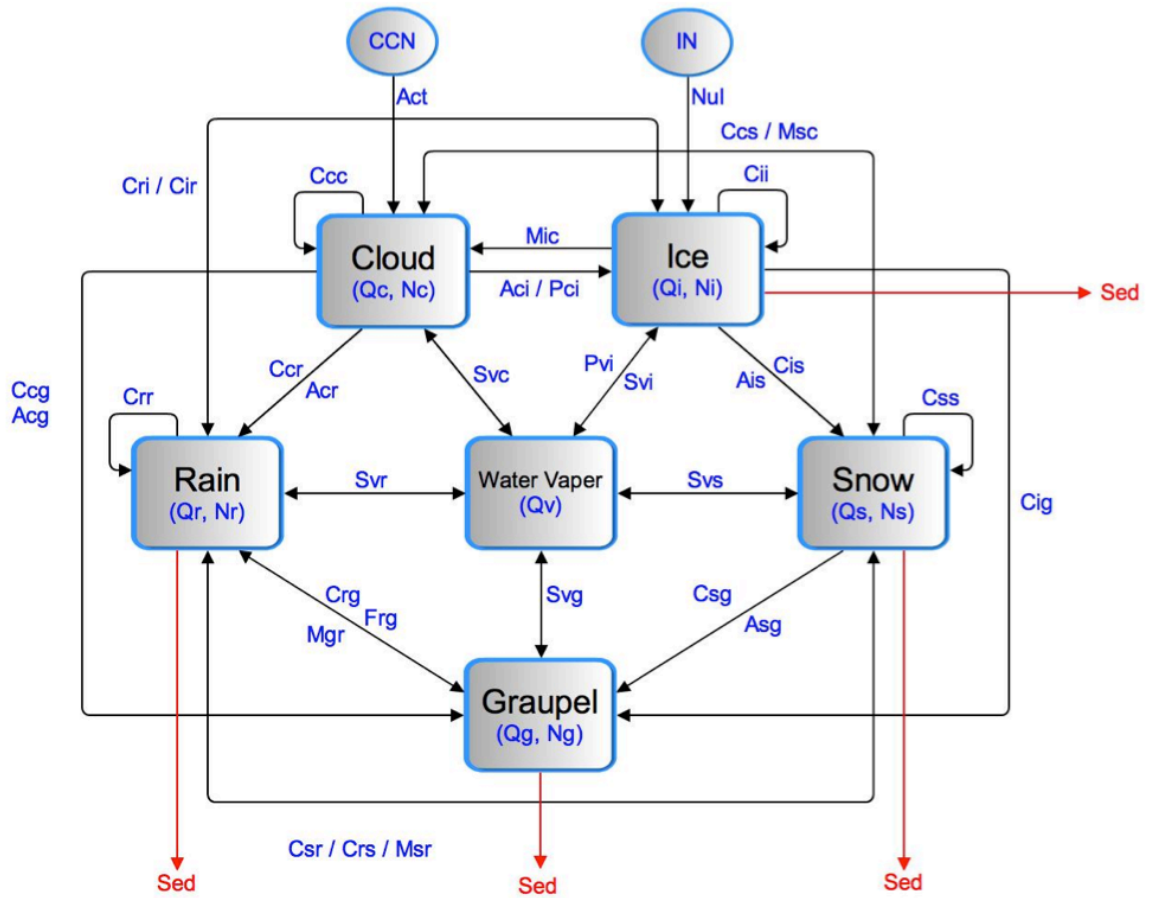 CCN
IN
Act
NuI
Ccs / Msc
Cri / Cir
Ccc
Cii
Cloud
(Qc, Nc)
Mic
Aci / Pci
Ice
(Qi, Ni)
Sed
Ccr
Acr
Svc
Pvi
Svi
Cis
Ais
Ccg
Acg
Crr
Css
Rain
(Qr, Nr)
Svr
Water Vaper
(Qv)
Svs
Snow
(Qs, Ns)
Cig
Crg
Frg
Mgr
Svg
Csg
Asg
Graupel
(Qg, Ng)
Csr / Crs / Msr
Sed
Sed
Sed